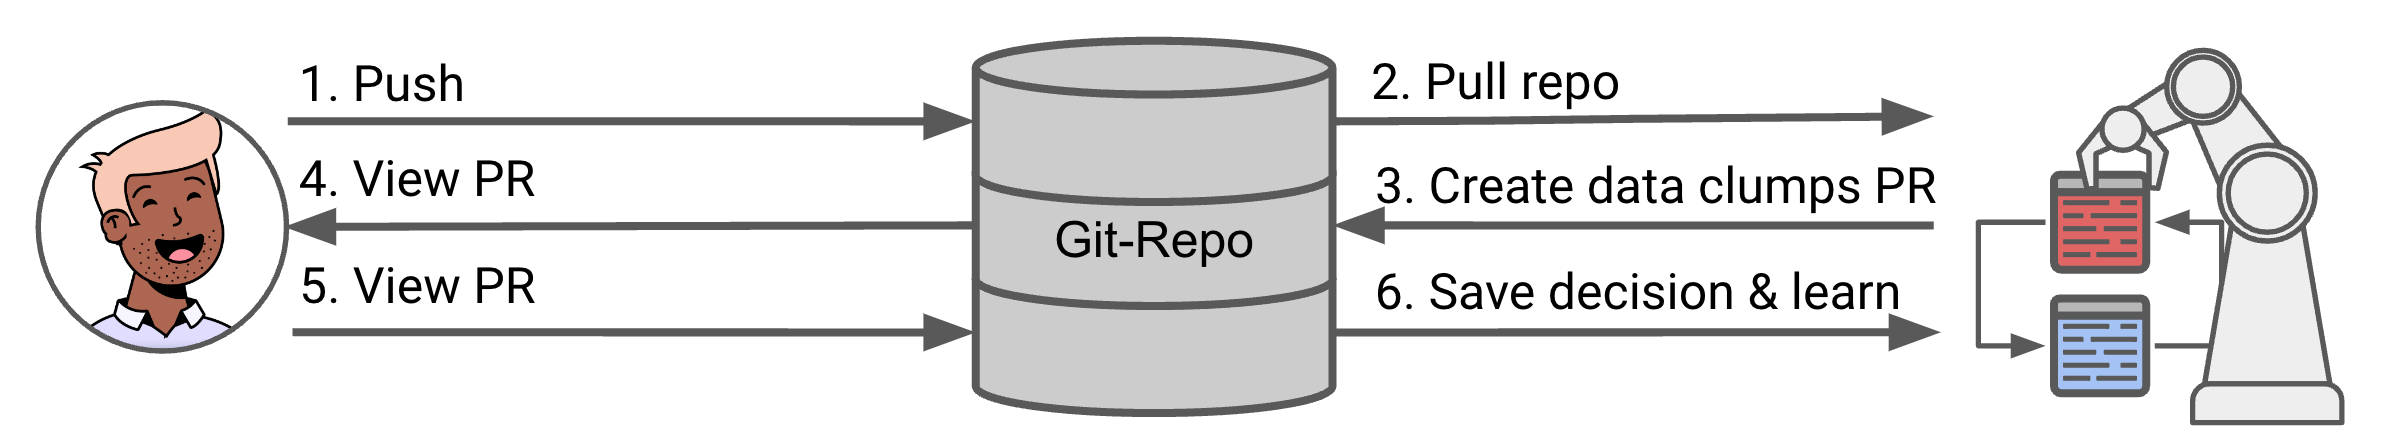 1. Push
2. Pull repo
4. View PR
3. Create data clumps PR
Git-Repo
5. View PR
6. Save decision & learn